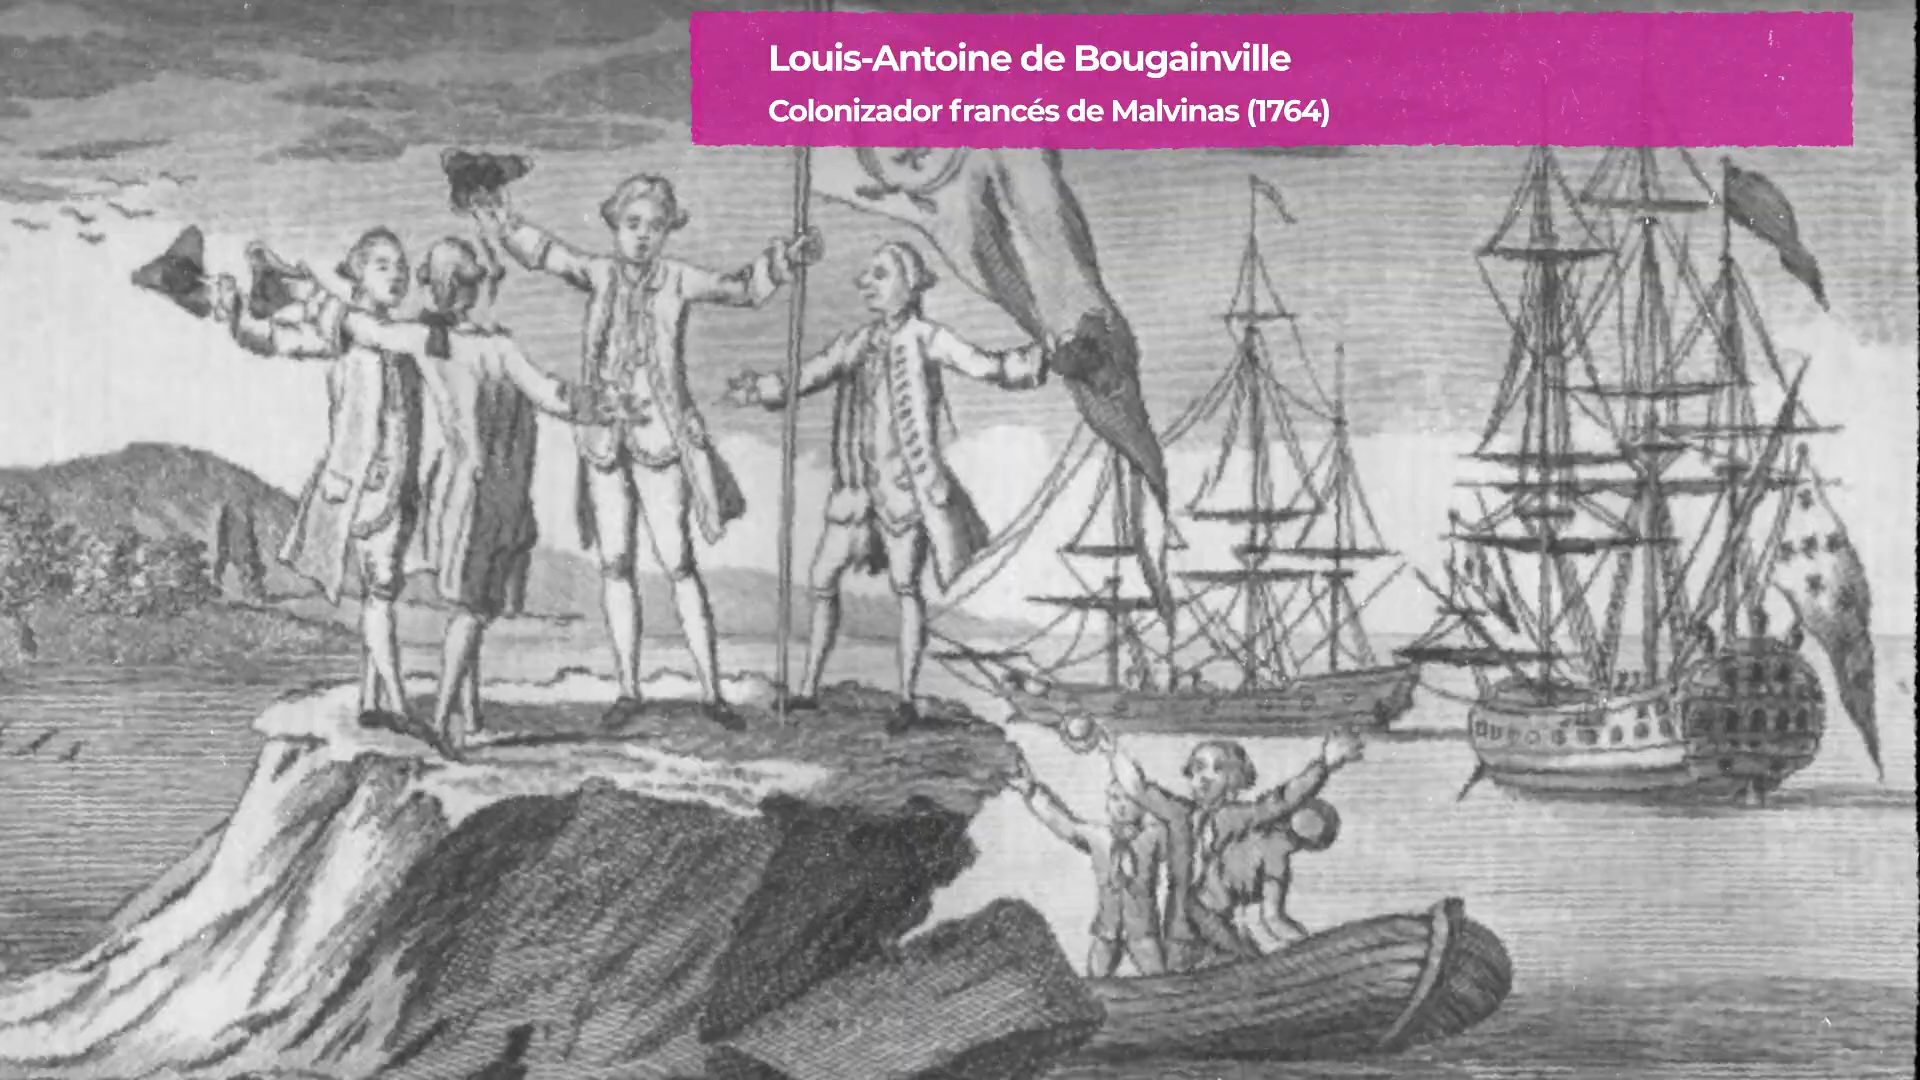 Louis-Antoine de Bougainville
Colonizador francés de Malvinas (1764)